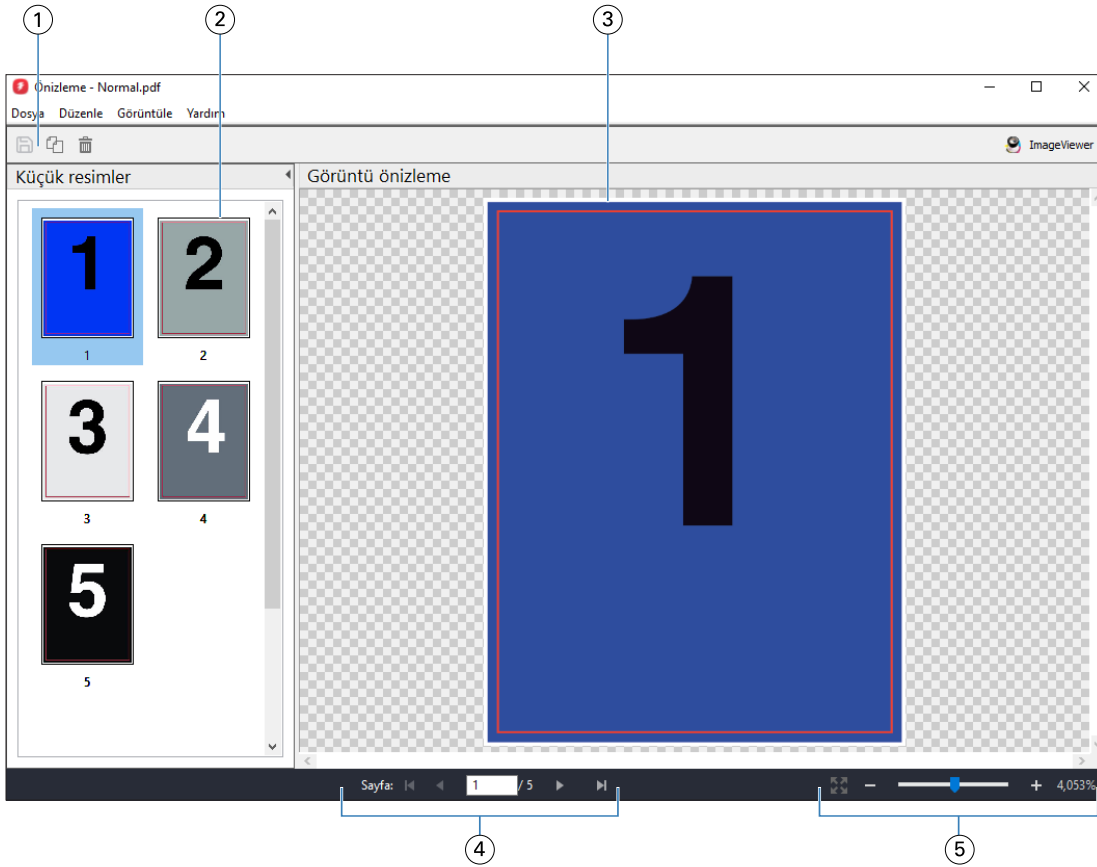 1 2 3
Önizleme - Normal.pdf
Dosya Düzenle Görüntüle Yardım
ImageViewer
Küçük resimler
Görüntü önizleme
1 2
1 2
3 4
3 4
5
5
1
Sayfa: 1 / 5
4,053%
4 5